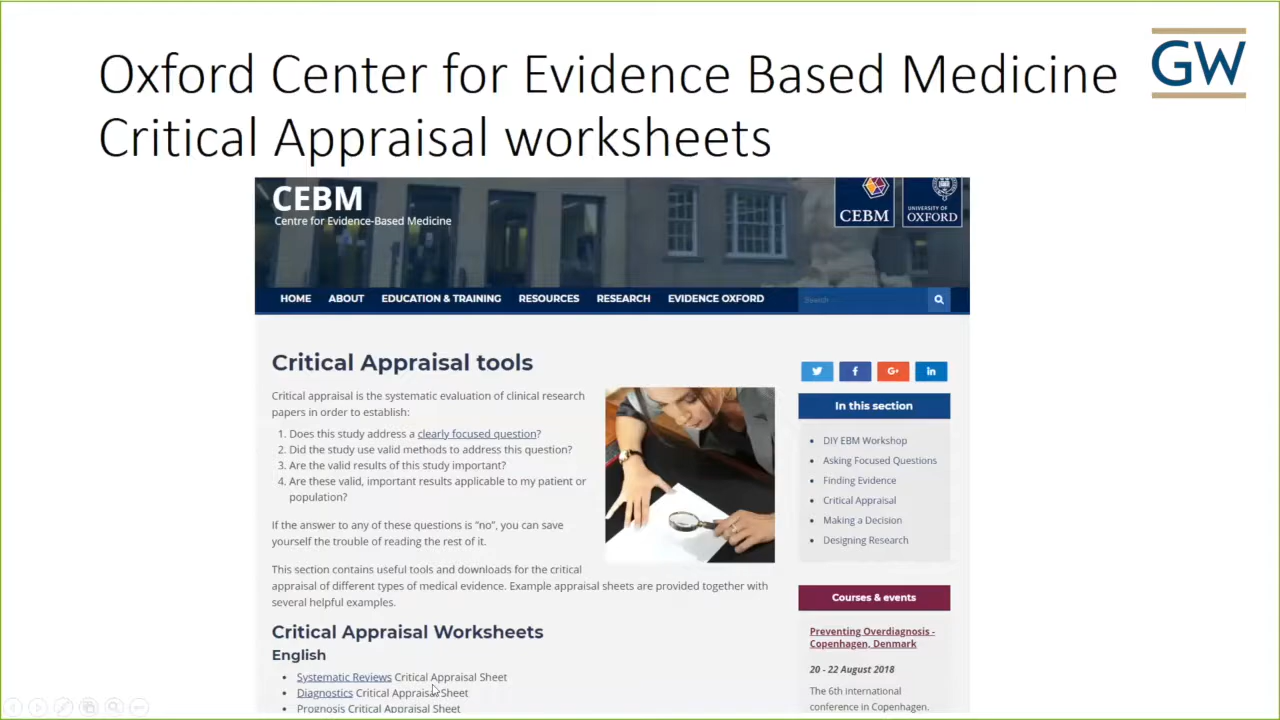 Oxford Center for Evidence Based Medicine
Critical Appraisal worksheets
GW
CEBM
Centre for Evidence-Based Medicine
CEBM
UNIVERSITY OF
OXFORD
HOME
ABOUT
EDUCATION & TRAINING
RESOURCES
RESEARCH
EVIDENCE OXFORD
Search
Critical Appraisal tools
Critical appraisal is the systematic evaluation of clinical research
papers in order to establish:
1. Does this study address a clearly focused question?
2. Did the study use valid methods to address this question?
3. Are the valid results of this study important?
4. Are these valid, important results applicable to my patient or
population?
If the answer to any of these questions is “no”, you can save
yourself the trouble of reading the rest of it.
This section contains useful tools and downloads for the critical
appraisal of different types of medical evidence. Example appraisal sheets are provided together with
several helpful examples.
Critical Appraisal Worksheets
English
• Systematic Reviews Critical Appraisal Sheet
• Diagnostics Critical Appraisal Sheet
• Prognosis Critical Appraisal Sheet
G+
in
In this section
• DIY EBM Workshop
• Asking Focused Questions
• Finding Evidence
• Critical Appraisal
• Making a Decision
• Designing Research
Courses & events
Preventing Overdiagnosis -
Copenhagen, Denmark
20 - 22 August 2018
The 6th international
conference in Copenhagen.